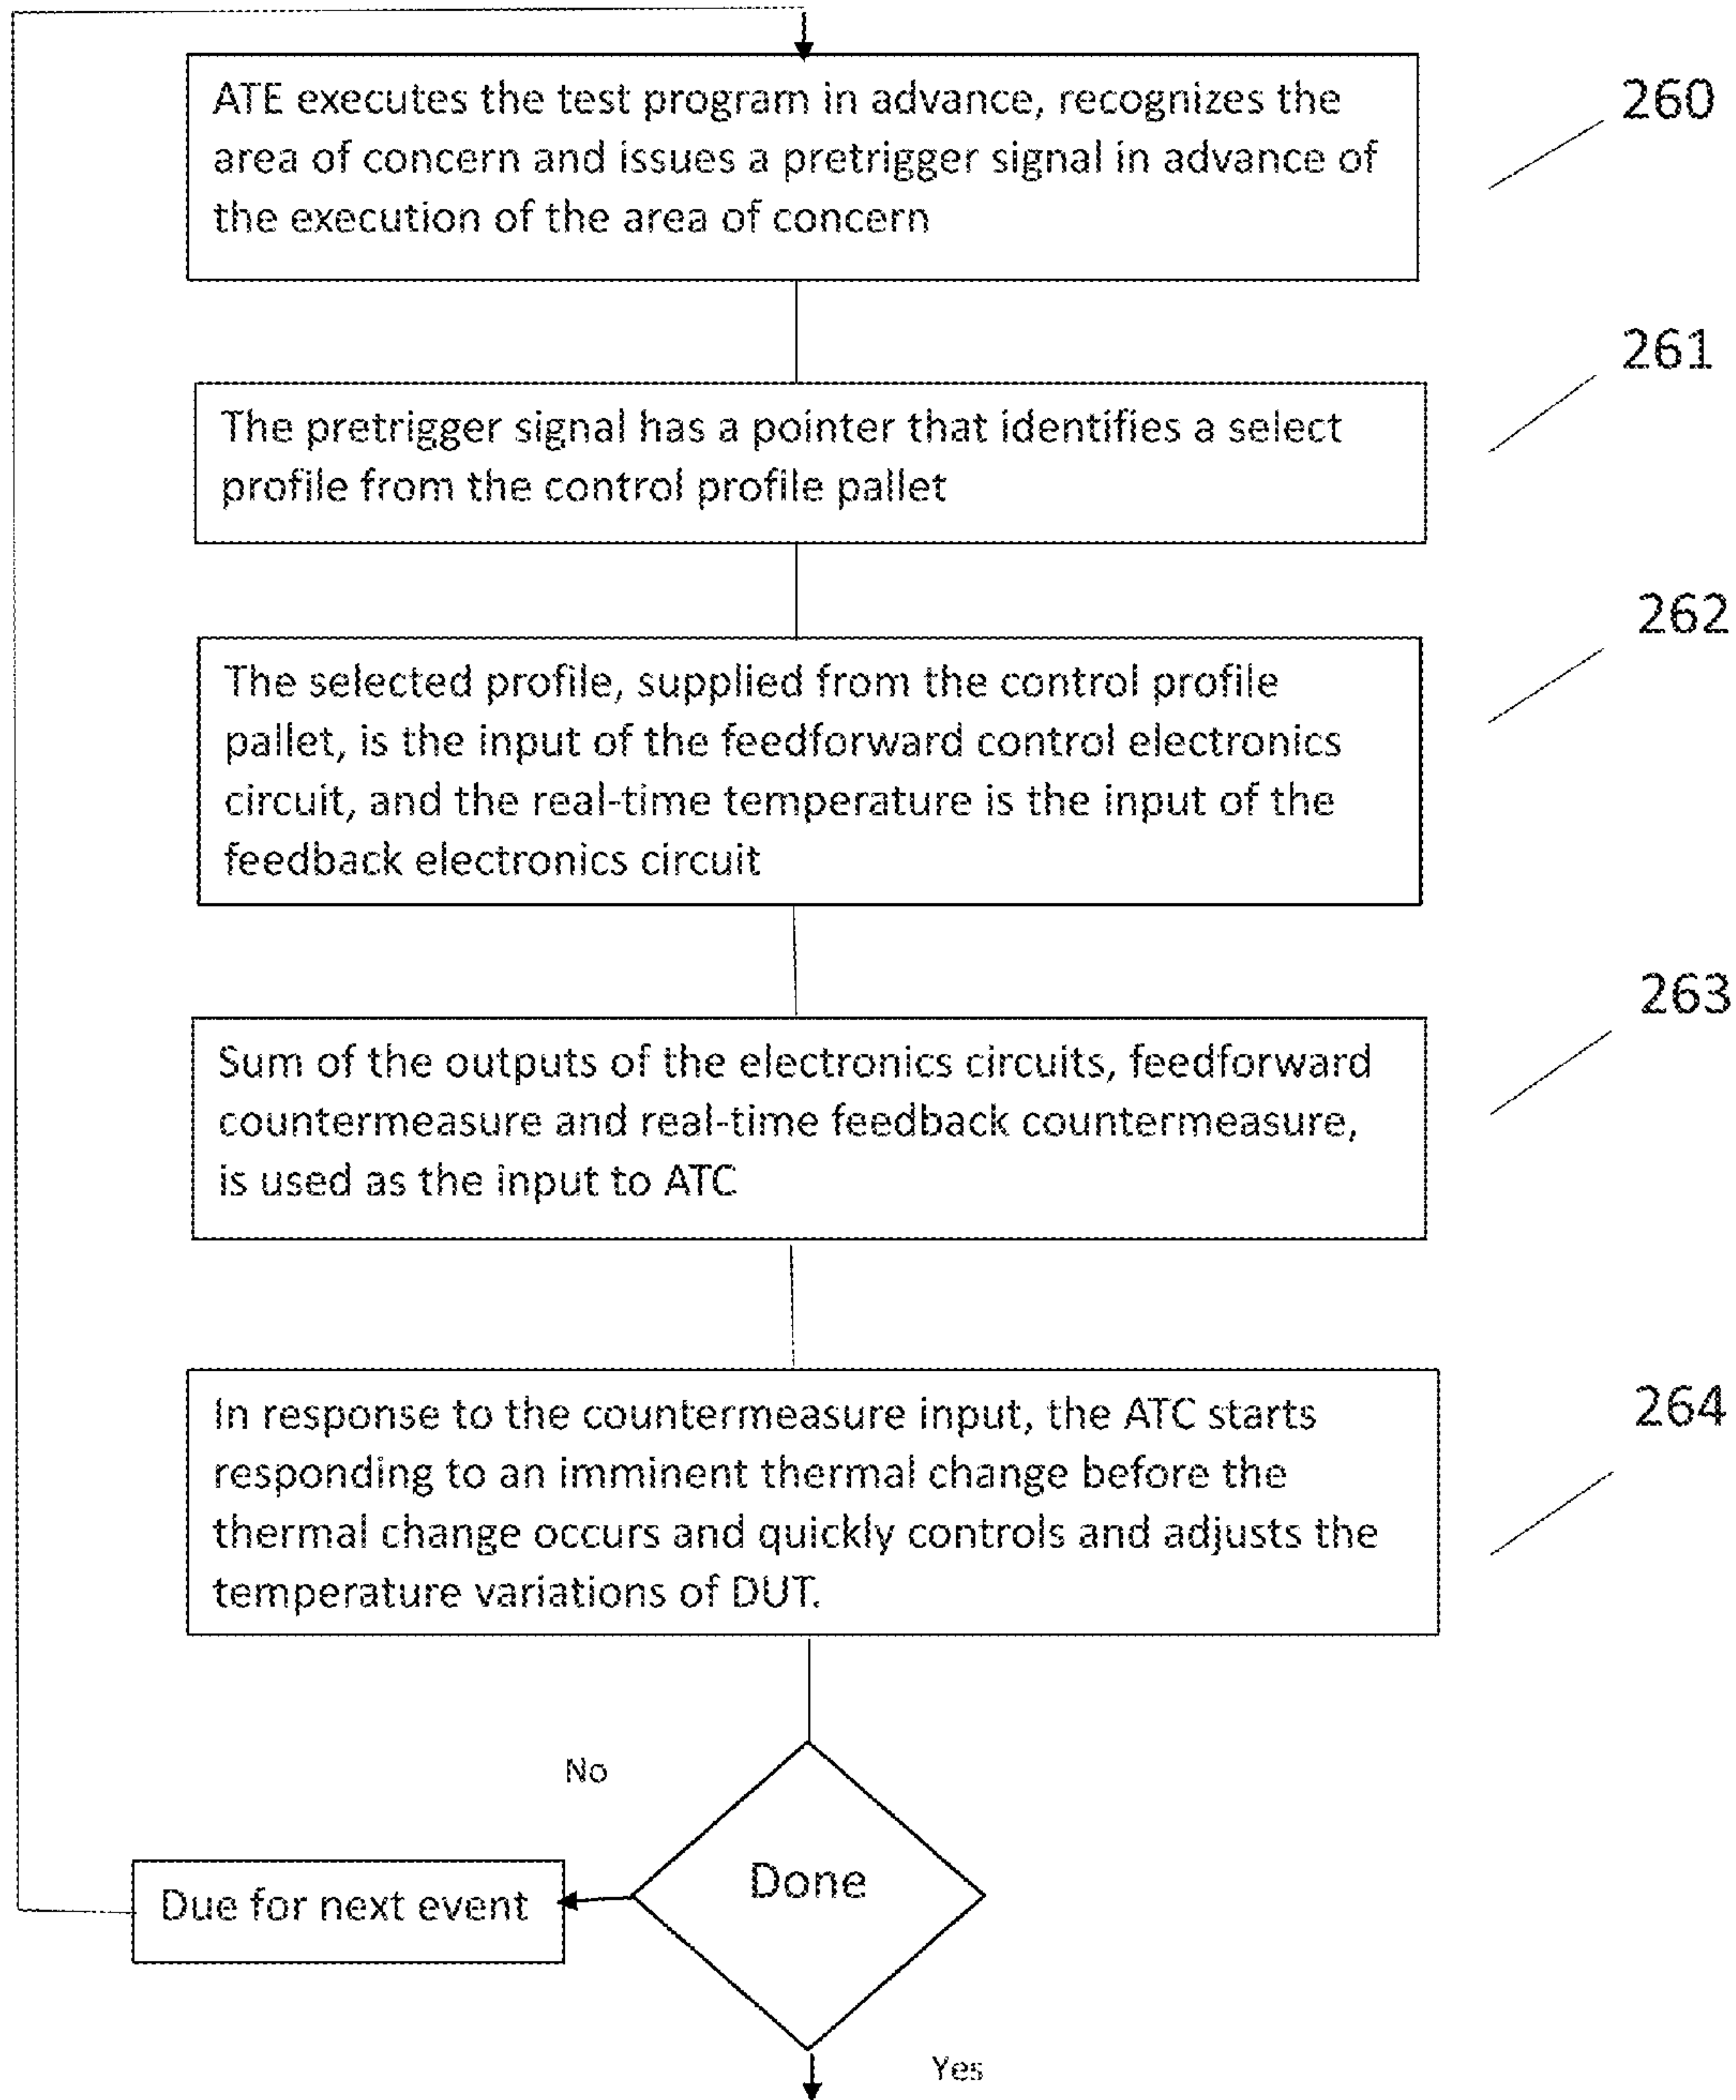 ATE executes the test program in advance, recognizes the
area of concern and issues a pretrigger signal in advance of
the execution of the area of concern
260
The pretrigger signal has a pointer that identifies a select
profile from the control profile pallet
261
The selected profile, supplied from the control profile
pallet, is the input of the feedforward control electronics
circuit, and the real-time temperature is the input of the
feedback electronics circuit
262
Sum of the outputs of the electronics circuits, feedforward
countermeasure and real-time feedback countermeasure,
is used as the input to ATC
263
In response to the countermeasure input, the ATC starts
responding to an imminent thermal change before the
thermal change occurs and quickly controls and adjusts the
temperature variations of DUT.
264
No
Done
Due for next event
Yes